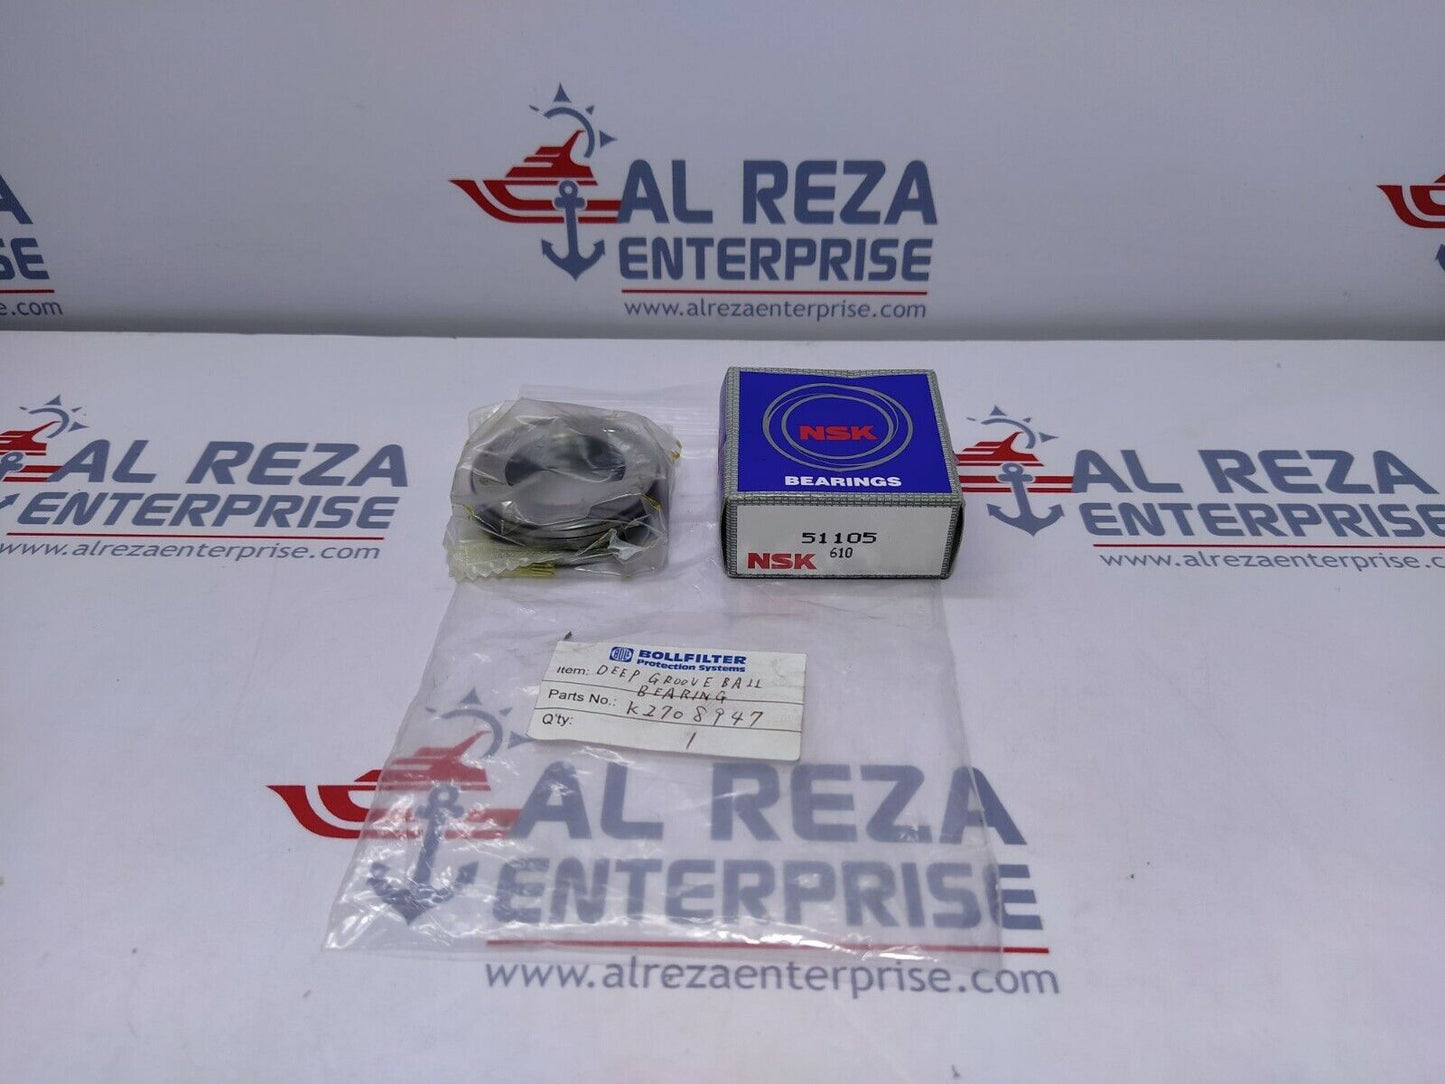 AL REZA
ENTERPRISE
www.alrezaenterprise.com
SE
e.com
NSK
BEARINGS
51105
610
NSK
AL REZA
ENTERPRISE
www.alrezaenterprise.com
AL REZA
ENTERPRISE
www.alrezaenterprise.c
BOLL
BOLLFILTER
Protection Systems
Item: DEEP GROOVE BALL
BEARING
Parts No.: K2708947
Q'ty: 1
AL REZA
ENTERPRISE
www.alrezaenterprise.com